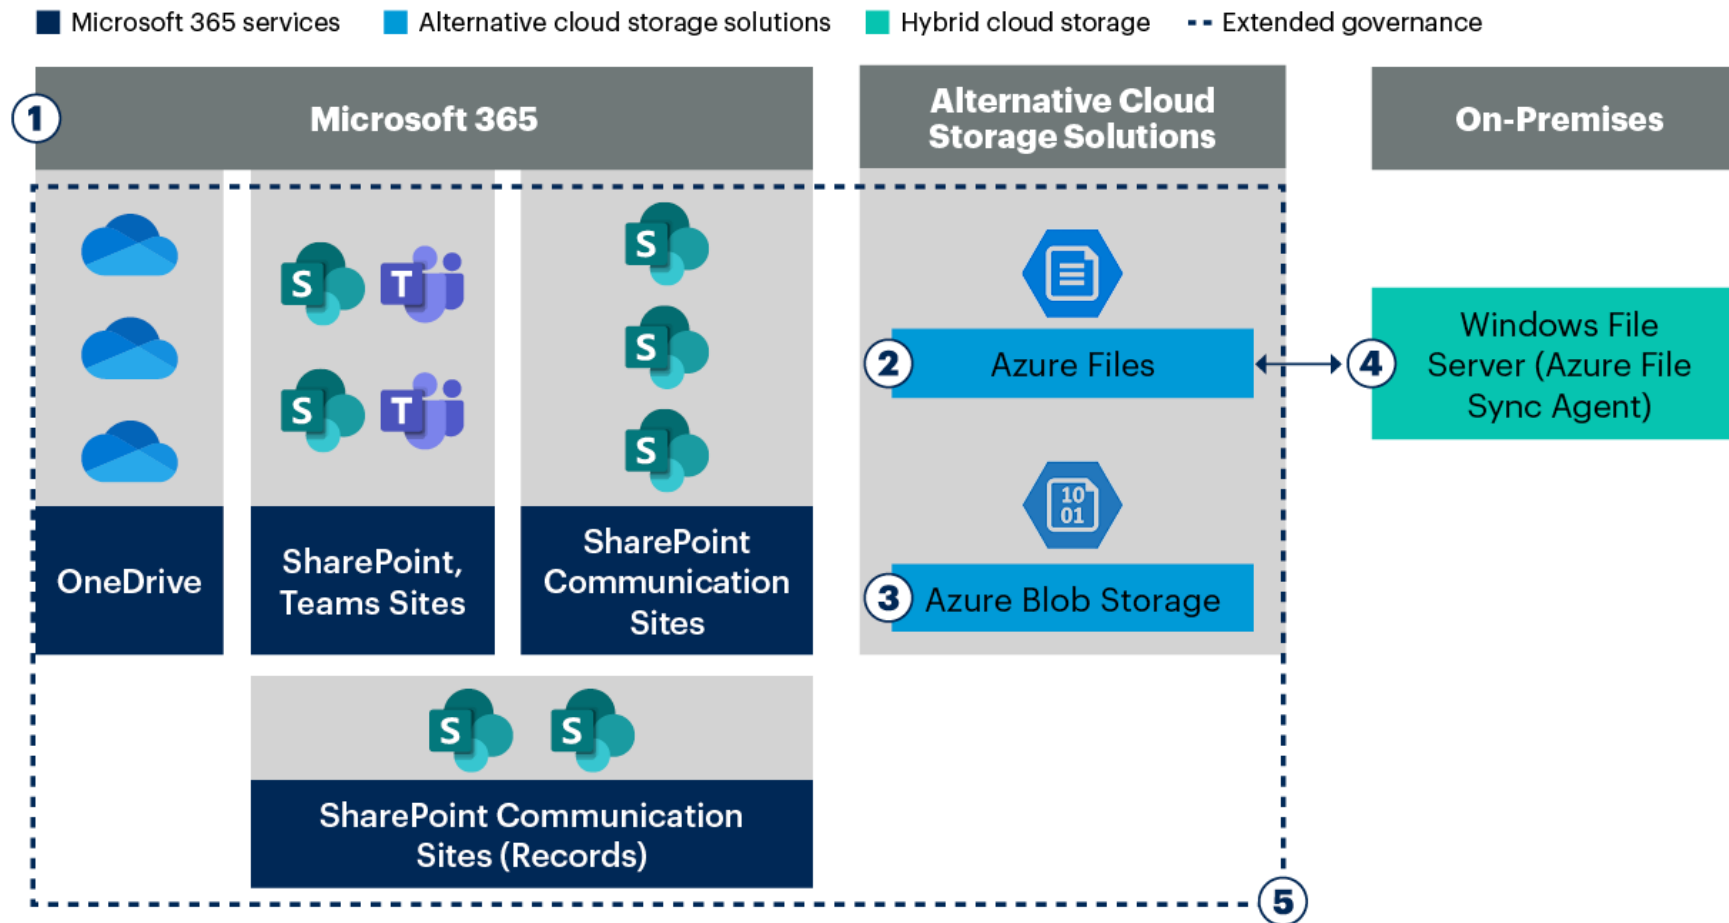 Microsoft 365 services
Alternative cloud storage solutions
Hybrid cloud storage
Extended governance
1
Microsoft 365
Alternative Cloud
Storage Solutions
On-Premises
S
T
S
T
S
S
S
OneDrive
SharePoint,
Teams Sites
SharePoint
Communication
Sites
2
Azure Files
4
Windows File
Server (Azure File
Sync Agent)
10
01
3
Azure Blob Storage
S
S
SharePoint Communication
Sites (Records)
5